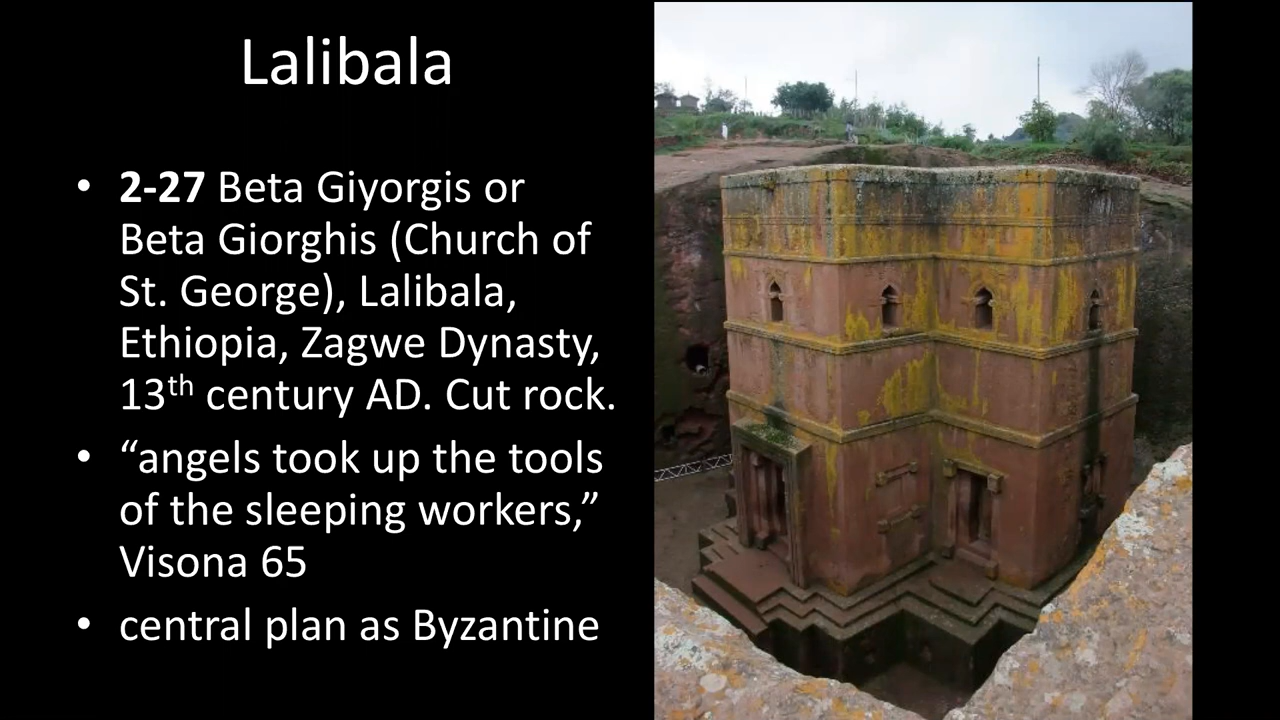 Lalibala
• 2-27 Beta Giyorgis or
Beta Giorghis (Church of
St. George), Lalibala,
Ethiopia, Zagwe Dynasty,
13th century AD. Cut rock.
• “angels took up the tools
of the sleeping workers,”
Visona 65
• central plan as Byzantine